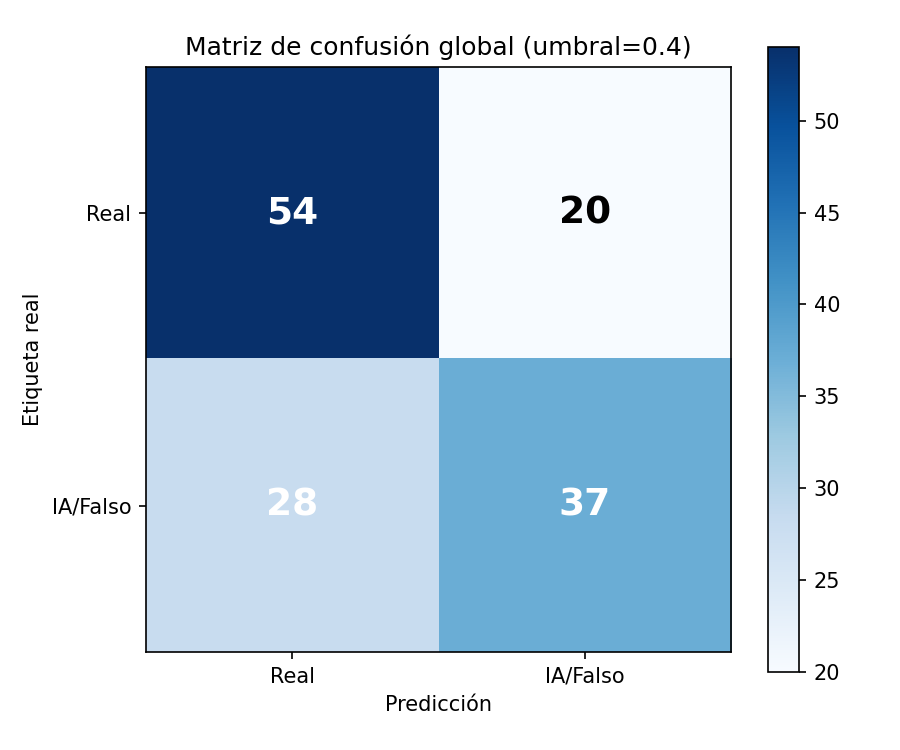 Matriz de confusión global (umbral=0.4)
Etiqueta real
Real
54
20
IA/Falso
28
37
Real
IA/Falso
Predicción
50
45
40
35
30
25
20